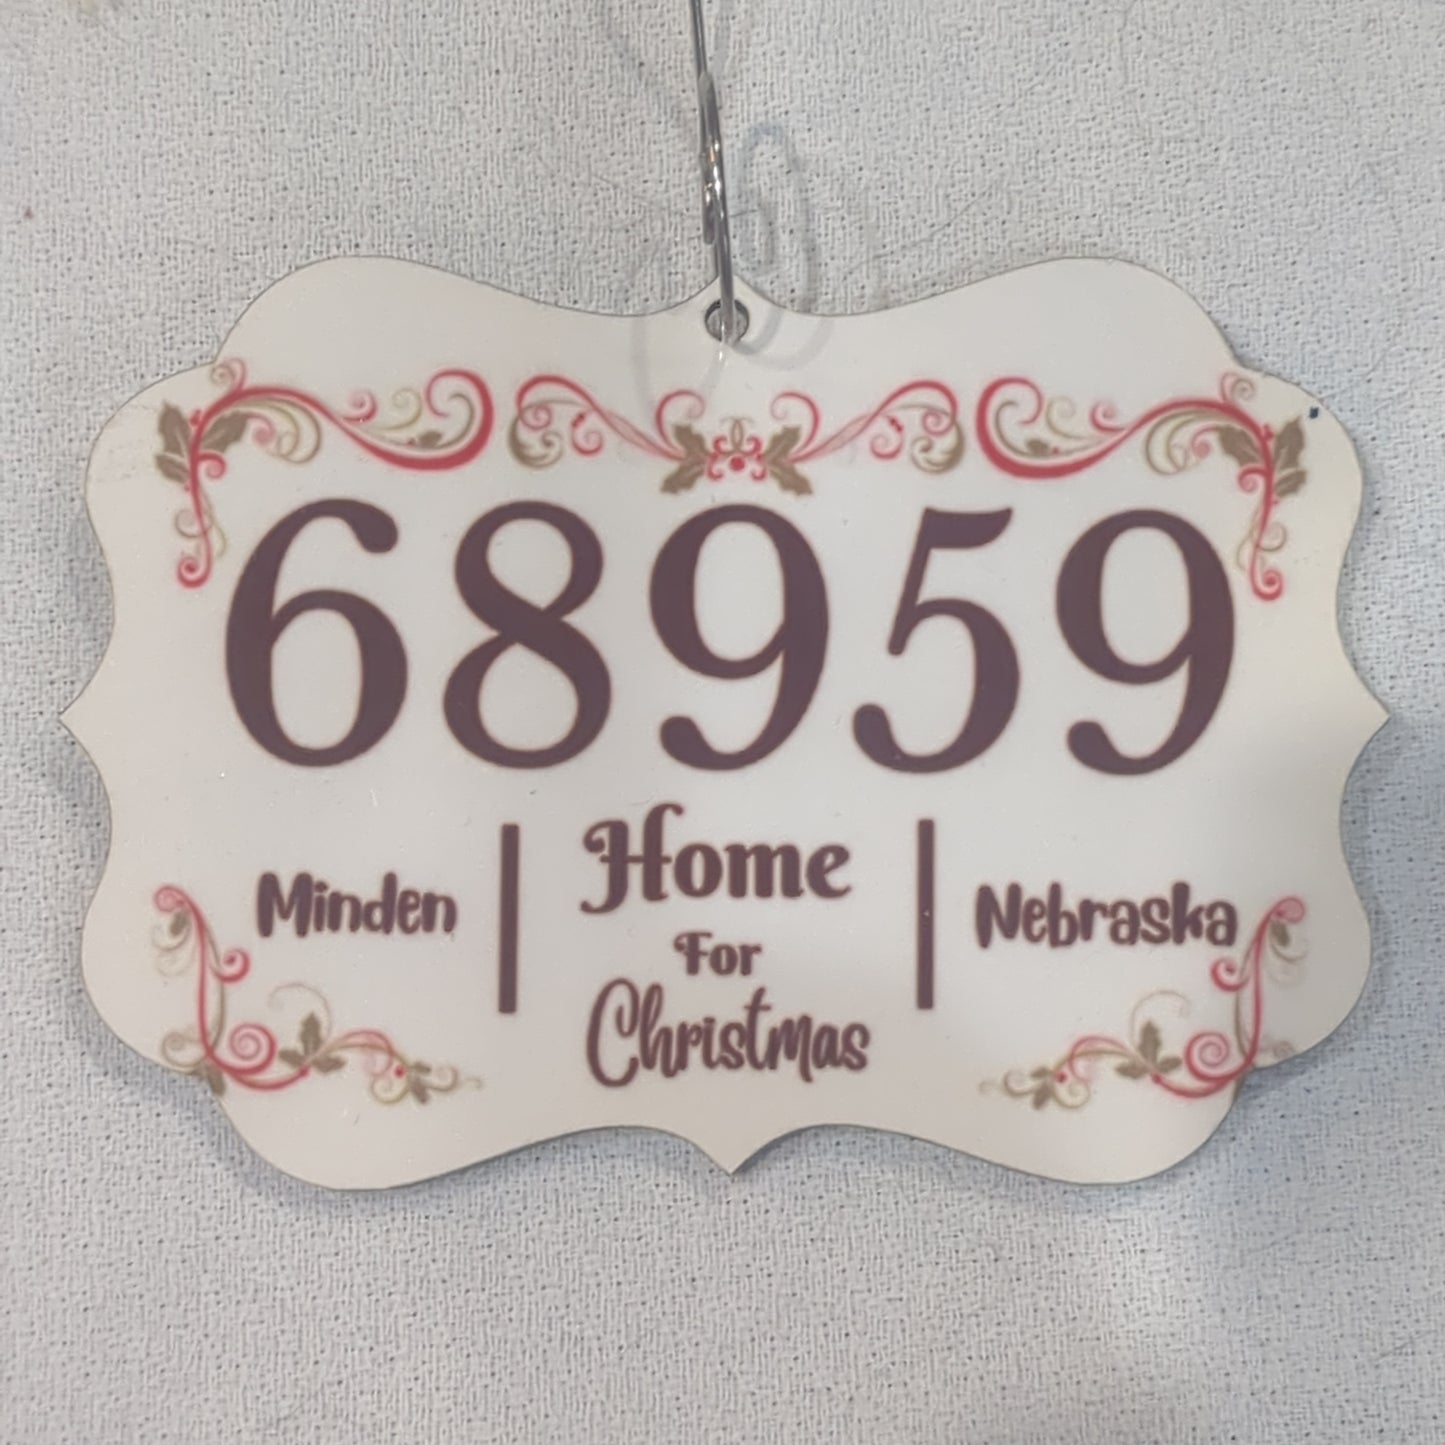 68959
Minden | Home | Nebraska
For
Christmas